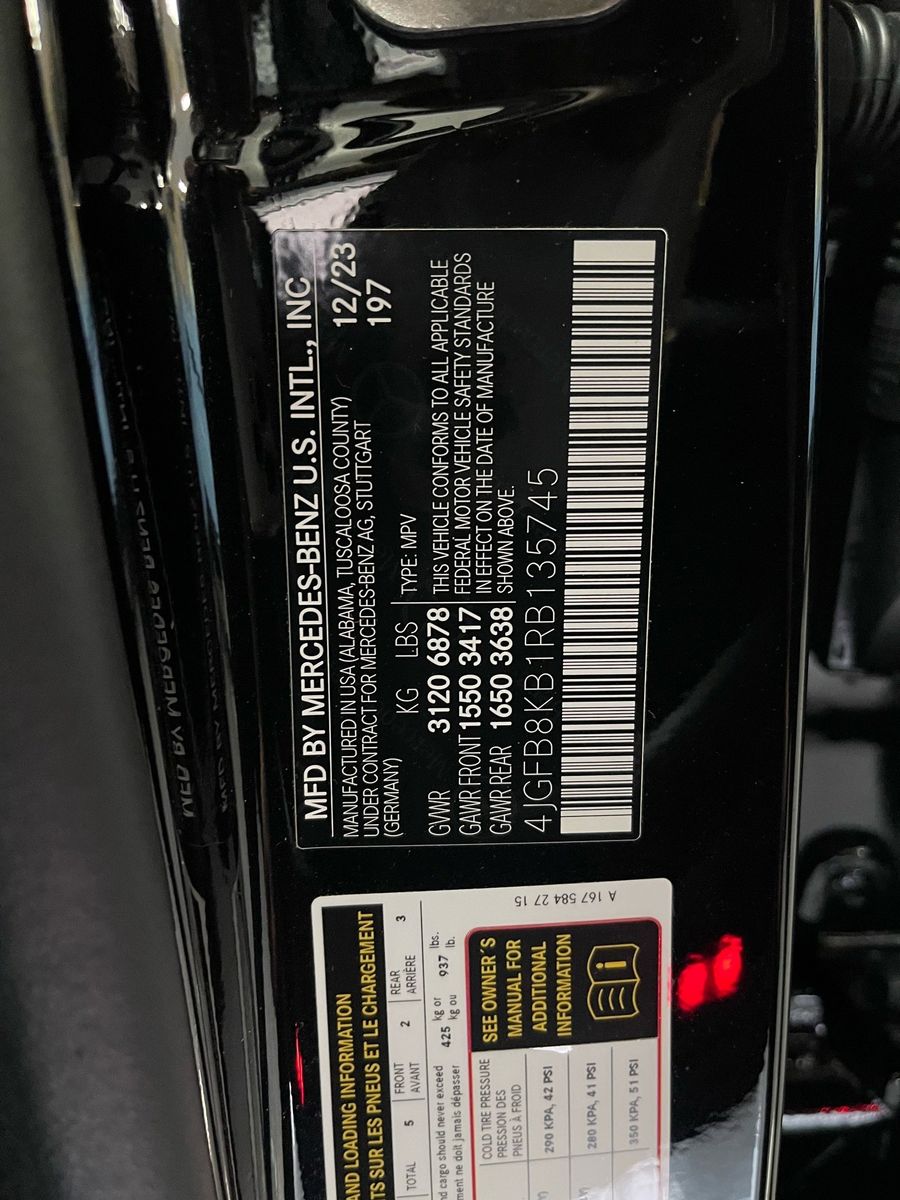 MFD BY MERCEDES-BENZ U.S. INTL., INC
MANUFACTURED IN USA (ALABAMA, TUSCALOOSA COUNTY) 12/23
UNDER CONTRACT FOR MERCEDES-BENZ AG, STUTTGART 197
(GERMANY)
KG LBS TYPE: MPV
GVWR 3120 6878 THIS VEHICLE CONFORMS TO ALL APPLICABLE
GAWR FRONT 1550 3417 FEDERAL MOTOR VEHICLE SAFETY STANDARDS
GAWR REAR 1650 3638 IN EFFECT ON THE DATE OF MANUFACTURE
SHOWN ABOVE.
4JGFB8KB1RB135745
AND LOADING INFORMATION
SUR LES PNEUS ET LE CHARGEMENT
TOTAL 5 FRONT 2 REAR 3
AVANT ARRIÈRE
cargo should never exceed 425 kg or 937 lbs.
ne doit jamais dépasser kg ou lb.
COLD TIRE PRESSURE
PRESSION DES
PNEUS À FROID
290 KPA, 42 PSI
280 KPA, 41 PSI
350 KPA, 51 PSI
SEE OWNER'S
MANUAL FOR
ADDITIONAL
INFORMATION
A 167 584 27 15